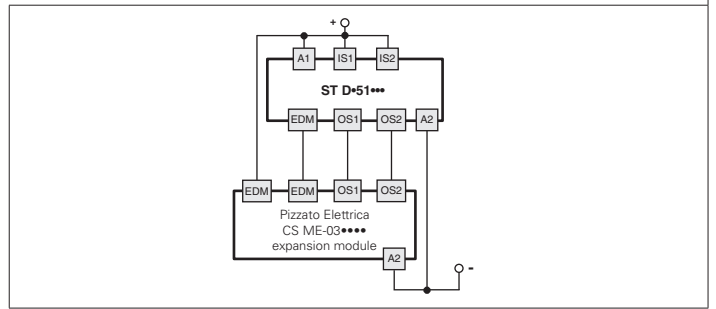 +
A1 IS1 IS2
ST D•51•••
EDM OS1 OS2 A2
EDM EDM OS1 OS2
Pizzato Elettrica
CS ME-03••••
expansion module
A2
-